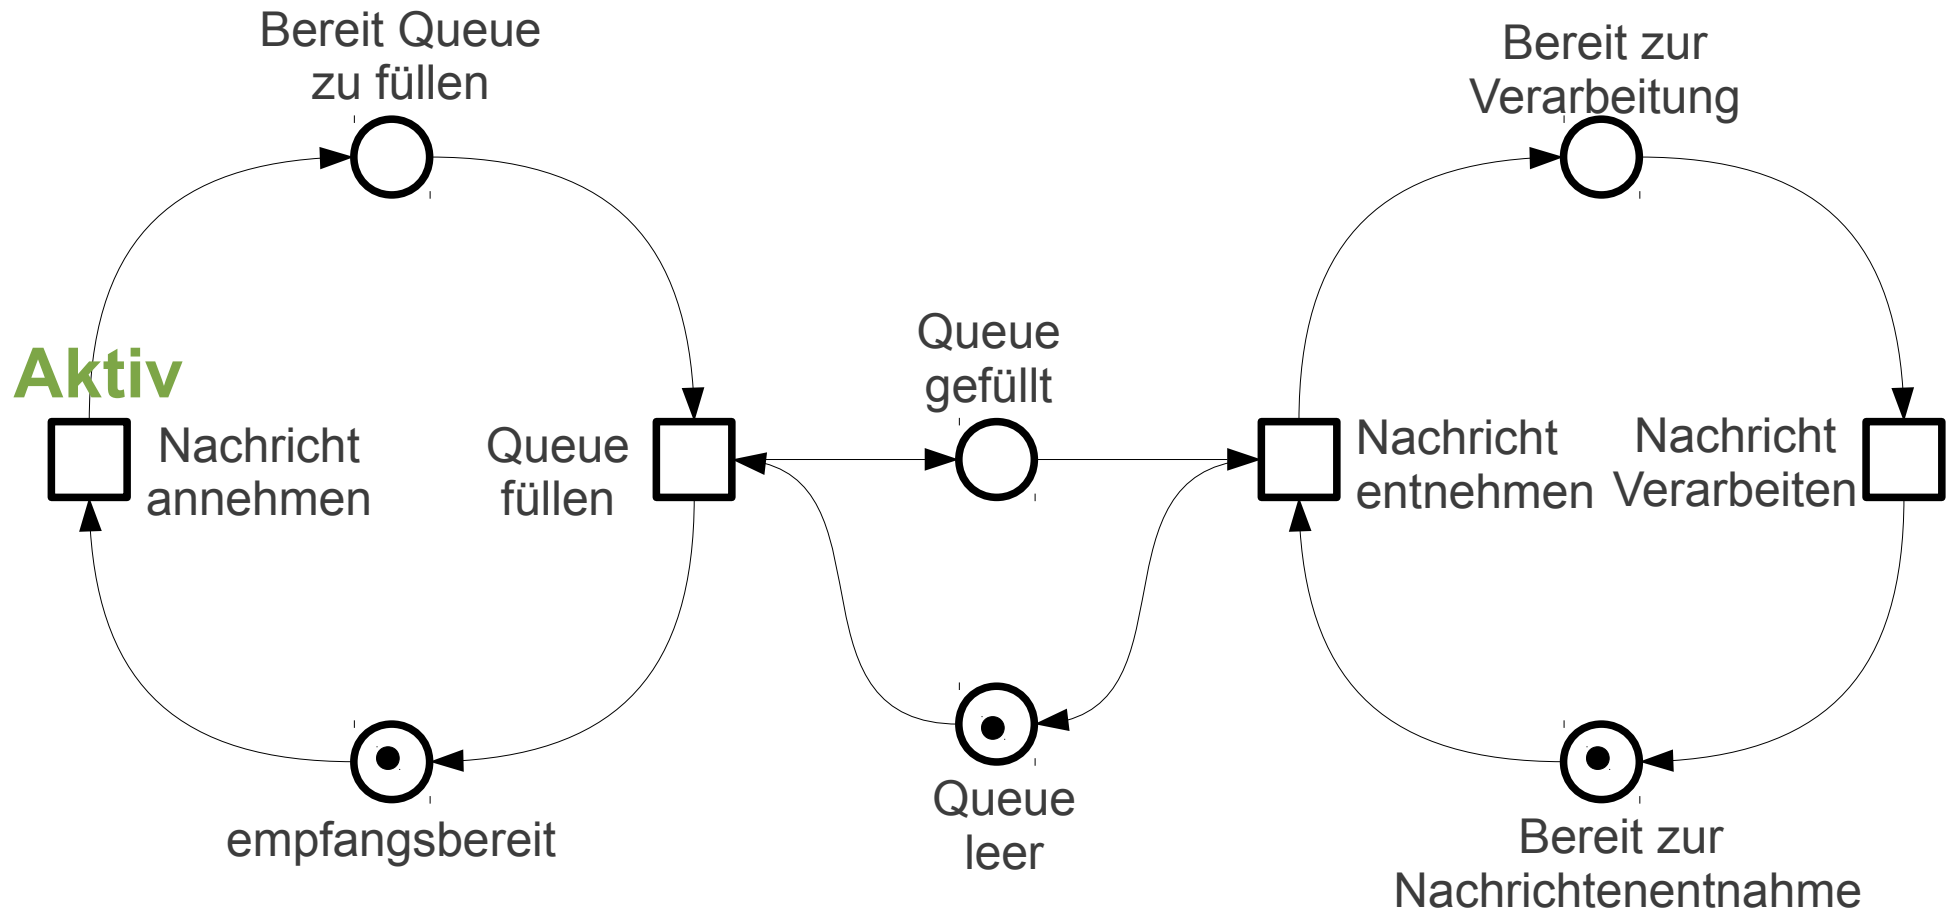 Bereit Queue
zu füllen
Bereit zur
Verarbeitung
Queue
gefüllt
Aktiv
Nachricht
annehmen
Queue
füllen
Nachricht
entnehmen
Nachricht
Verarbeiten
empfangsbereit
Queue
leer
Bereit zur
Nachrichtenentnahme